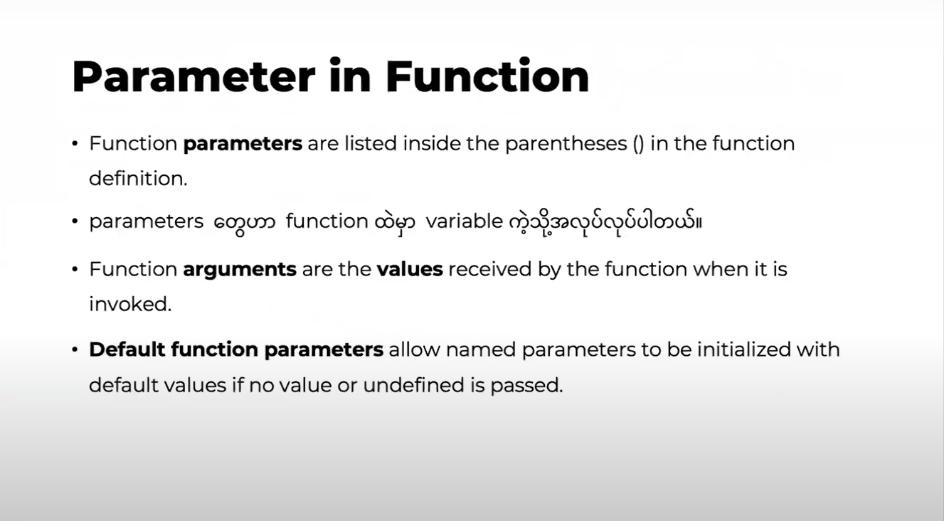 Parameter in Function
• Function parameters are listed inside the parentheses () in the function
definition.
• parameters တွေဟာ function ထဲမှာ variable ကဲ့သို့အလုပ်လုပ်ပါတယ်။
• Function arguments are the values received by the function when it is
invoked.
• Default function parameters allow named parameters to be initialized with
default values if no value or undefined is passed.